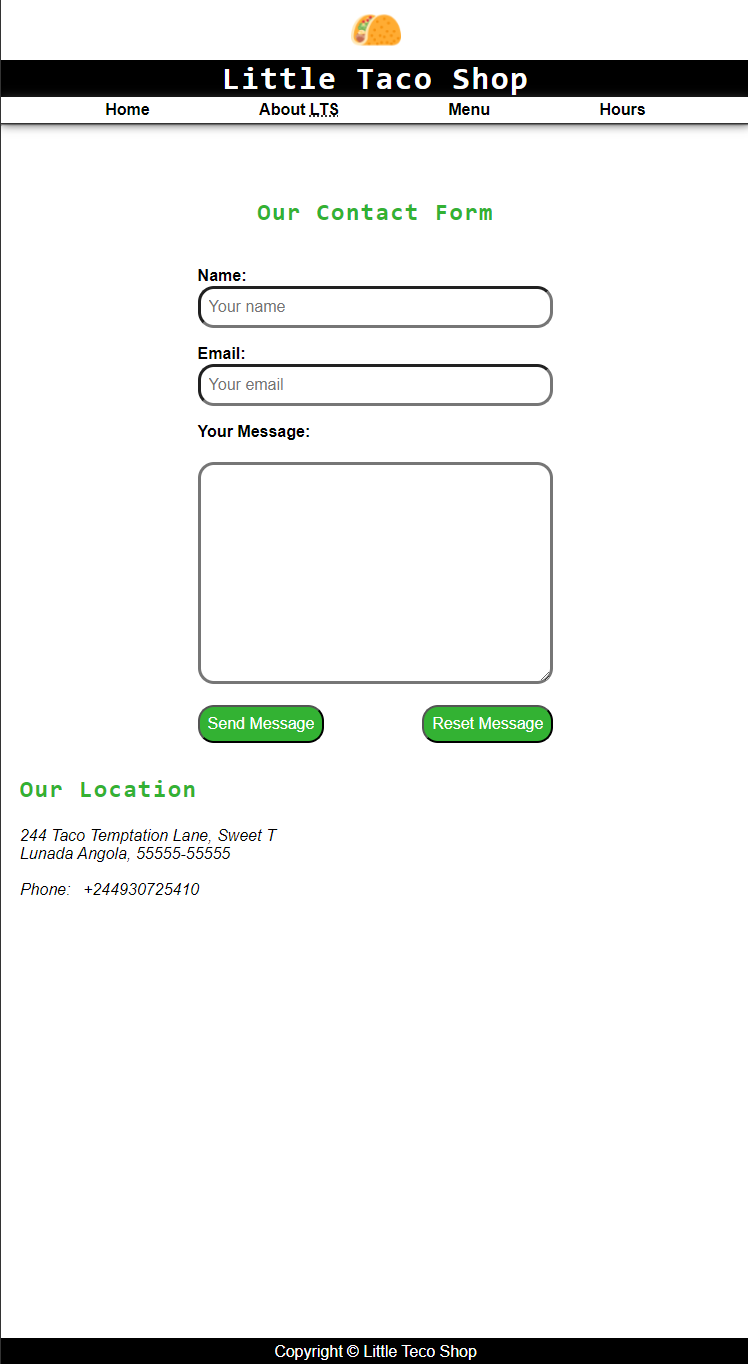 Little Taco Shop
Home About LTS Menu Hours
Our Contact Form
Name:
Your name
Email:
Your email
Your Message:
Send Message Reset Message
Our Location
244 Taco Temptation Lane, Sweet T
Lunada Angola, 55555-55555
Phone: +244930725410
Copyright © Little Teco Shop